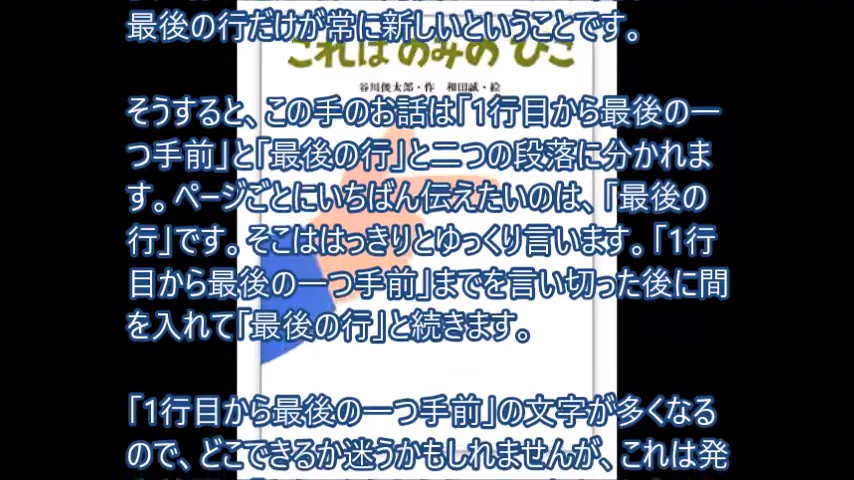 最後の行だけが常に新しいということです。
これはのみのぴこ
谷川俊太郎・作 和田誠・絵
そうすると、この手のお話は「1行目から最後の一
つ手前」と「最後の行」と二つの段落に分かれま
す。ページごとにいちばん伝えたいのは、「最後の
行」です。そこははっきりとゆっくり言います。「1行
目から最後の一つ手前」までを言い切った後に間
を入れて「最後の行」と続きます。
「1行目から最後の一つ手前」の文字が多くなる
ので、どこできるか迷うかもしれませんが、これは発